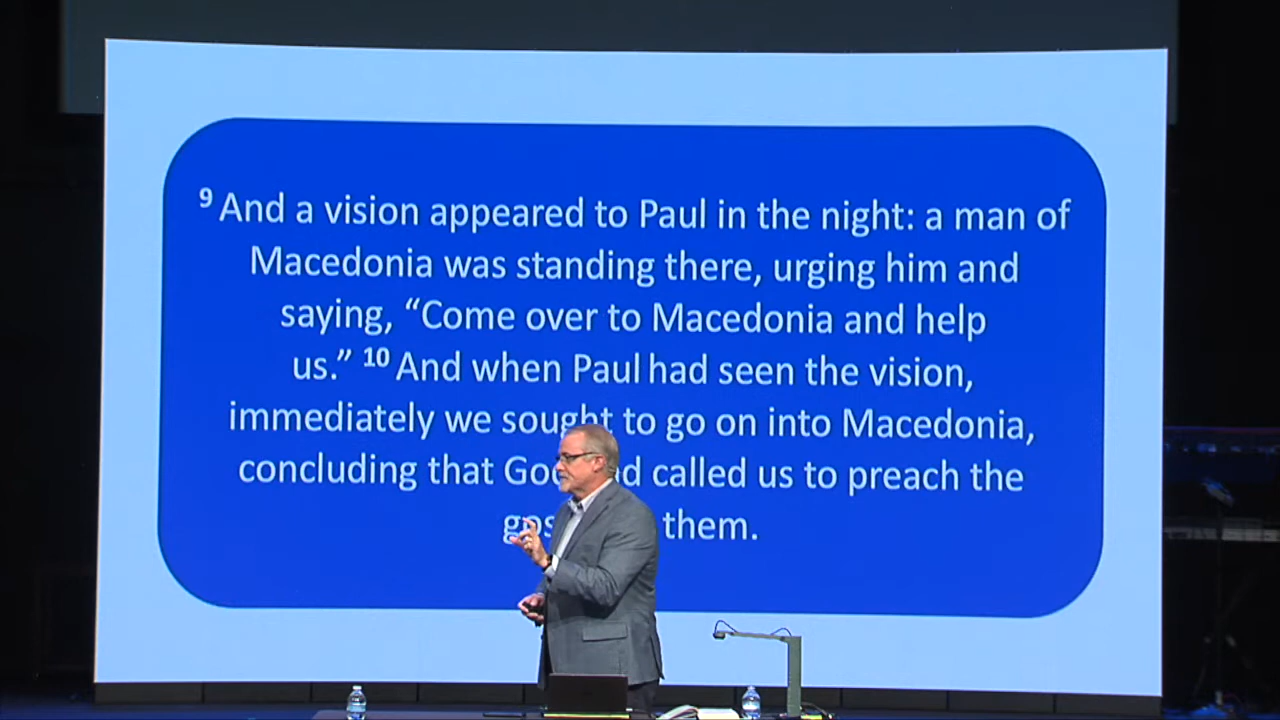 9 And a vision appeared to Paul in the night: a man of
Macedonia was standing there, urging him and
saying, “Come over to Macedonia and help
us.” 10 And when Paul had seen the vision,
immediately we sought to go on into Macedonia,
concluding that God called us to preach the
them.